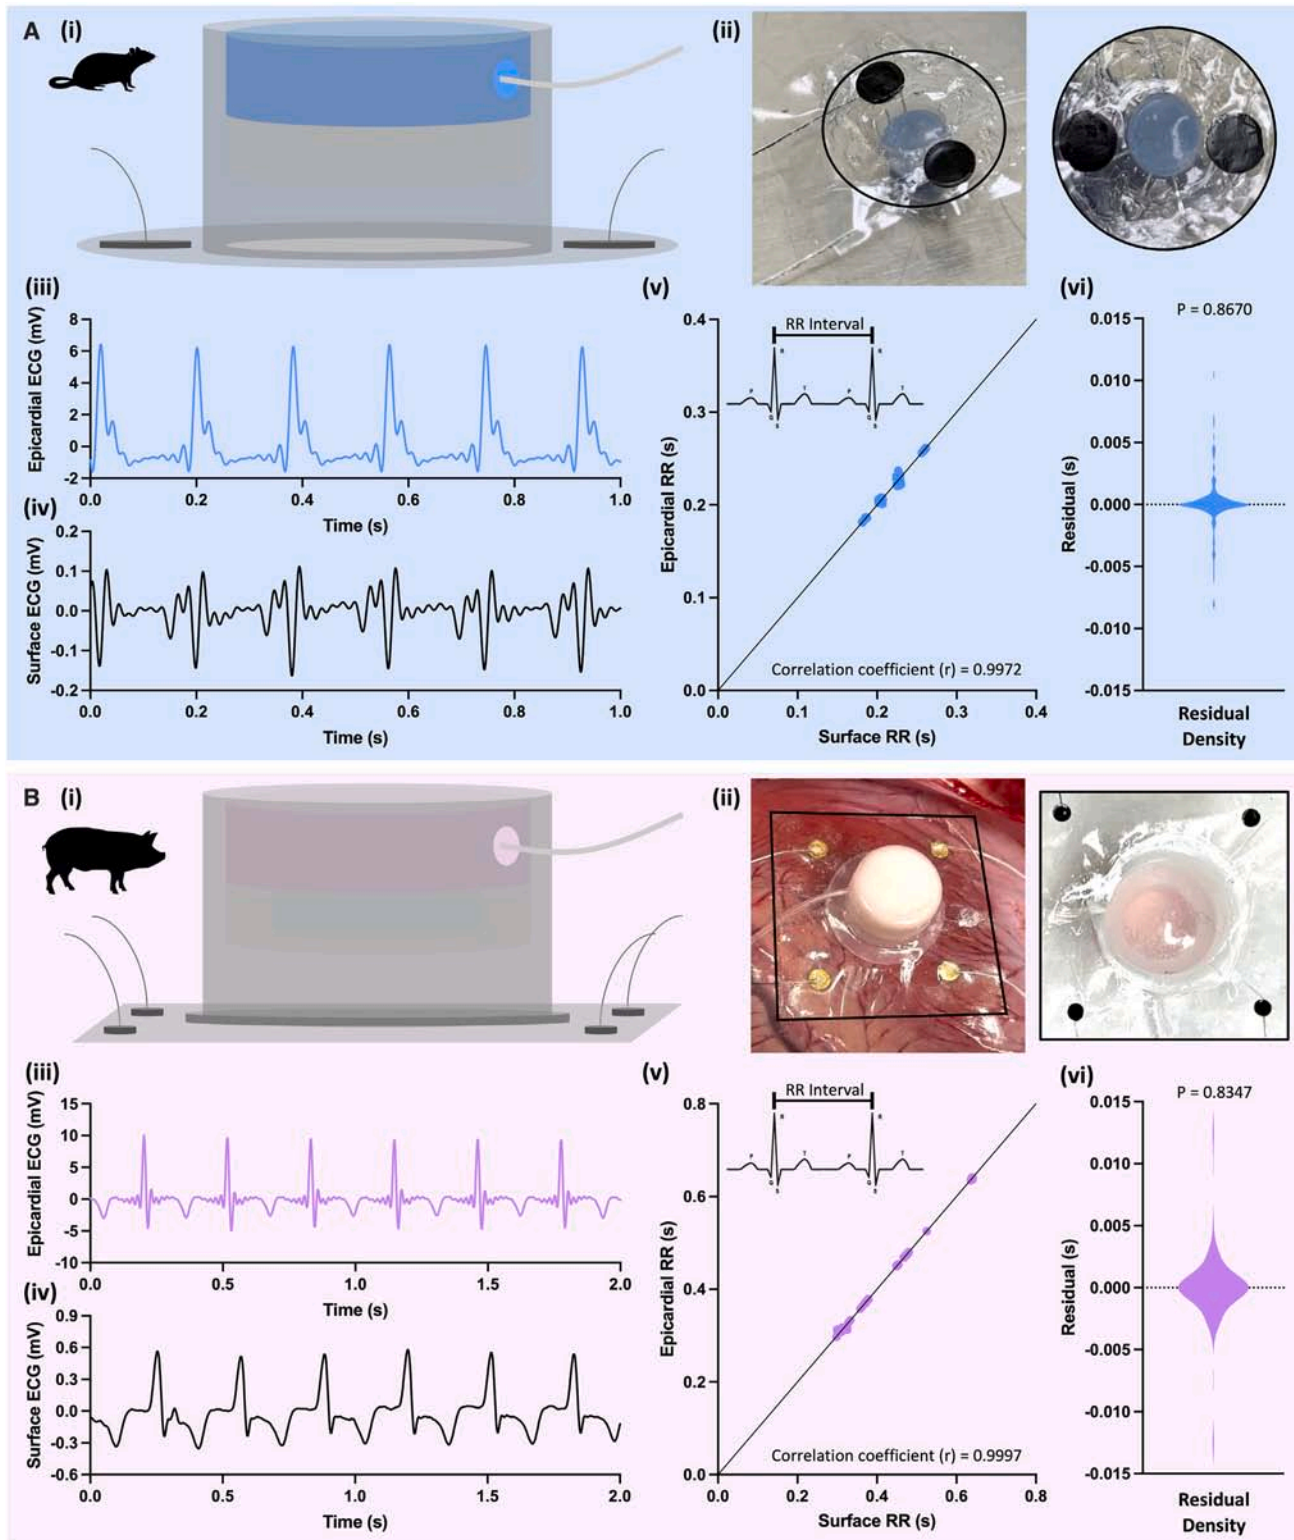 A (i)
(ii)
(iii)
Epicardial ECG (mV)
8
6
4
2
0
-2
0.0 0.2 0.4 0.6 0.8 1.0
Time (s)
(iv)
Surface ECG (mV)
0.2
0.1
0.0
-0.1
-0.2
0.0 0.2 0.4 0.6 0.8 1.0
Time (s)
(v)
Epicardial RR (s)
0.4
0.3
0.2
0.1
0.0
RR Interval
R R
P T P T
Q Q
S S
Correlation coefficient (r) = 0.9972
0.0 0.1 0.2 0.3 0.4
Surface RR (s)
(vi)
P = 0.8670
Residual (s)
0.015
0.010
0.005
0.000
-0.005
-0.010
-0.015
Residual
Density
B (i)
(ii)
(iii)
Epicardial ECG (mV)
15
10
5
0
-5
-10
0.0 0.5 1.0 1.5 2.0
Time (s)
(iv)
Surface ECG (mV)
0.9
0.6
0.3
0.0
-0.3
-0.6
0.0 0.5 1.0 1.5 2.0
Time (s)
(v)
Epicardial RR (s)
0.8
0.6
0.4
0.2
0.0
RR Interval
R R
P T P T
Q Q
S S
Correlation coefficient (r) = 0.9997
0.0 0.2 0.4 0.6 0.8
Surface RR (s)
(vi)
P = 0.8347
Residual (s)
0.015
0.010
0.005
0.000
-0.005
-0.010
-0.015
Residual
Density